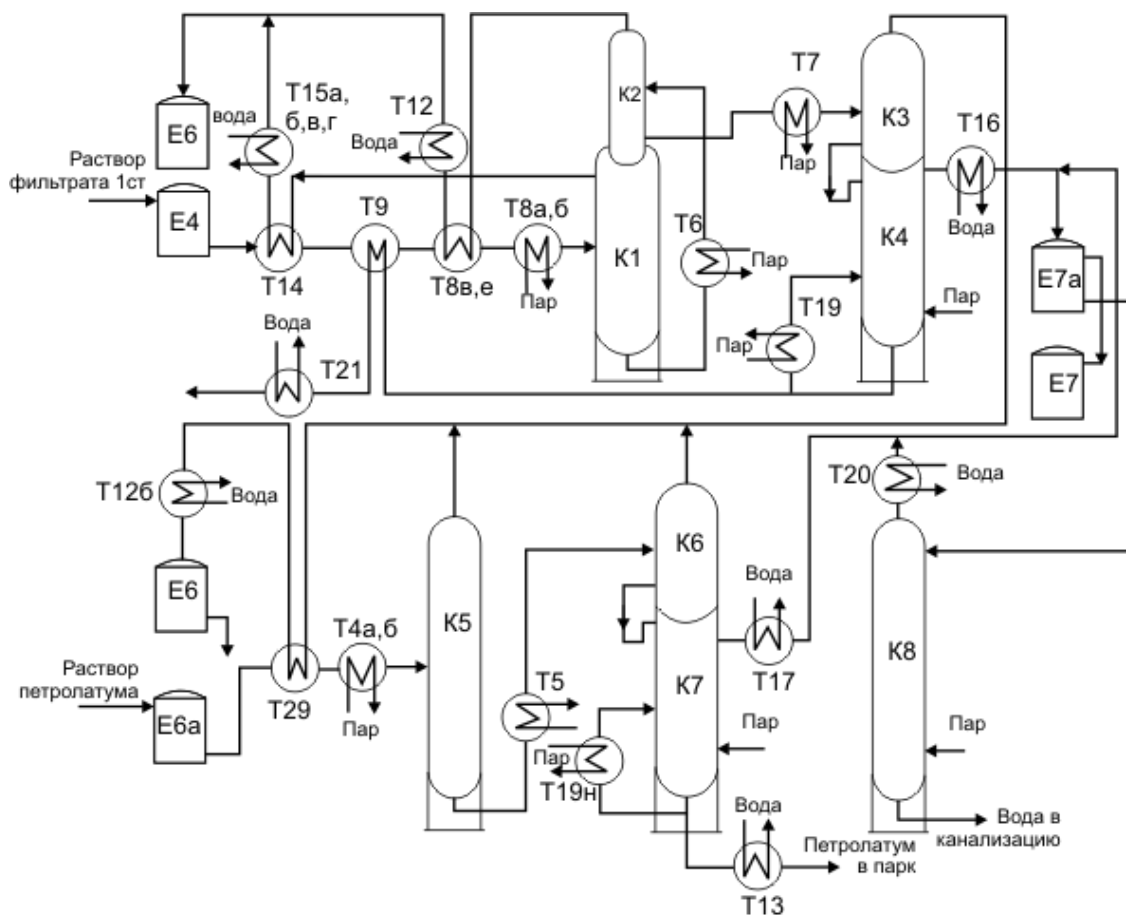 Т15а,
б,в,г
вода
Е6
Т12
Вода
К2
Т7
Пар
К3
Т16
Вода
Раствор
фильтрата 1ст
Е4
Т14
Т9
Т8в,е
Т8а,б
Пар
К1
Т6
Пар
К4
Е7а
Пар
Т19
Пар
Е7
Вода
Т21
Т12б
Вода
Т20
Вода
Е6
К5
К6
Вода
К8
Раствор
петролатума
Е6а
Т29
Т4а,б
Пар
Т5
К7
Т17
Пар
Т19н
Пар
Пар
Вода
Вода в
канализацию
Петролатум
в парк
Т13